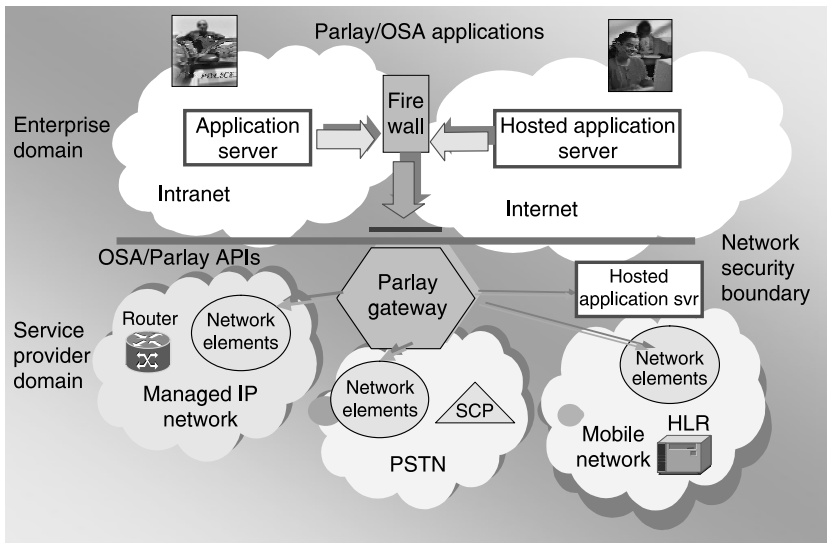 Parlay/OSA applications
Fire
wall
Enterprise
domain
Application
server
Hosted application
server
Intranet
Internet
OSA/Parlay APIs
Network
security
boundary
Parlay
gateway
Hosted
application svr
Service
provider
domain
Router
Network
elements
Managed IP
network
Network
elements
SCP
PSTN
Network
elements
Mobile
network
HLR